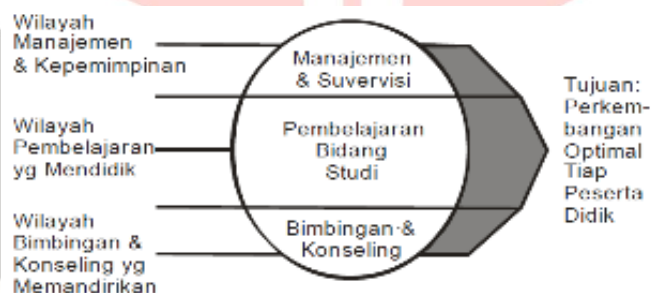 Wilayah
Manajemen
& Kepemimpinan
Manajemen
& Suvervisi
Wilayah
Pembelajaran
yg Mendidik
Pembelajaran
Bidang
Studi
Wilayah
Bimbingan &
Konseling yg
Memandirikan
Bimbingan &
Konseling
Tujuan:
Perkem-
bangan
Optimal
Tiap
Peserta
Didik